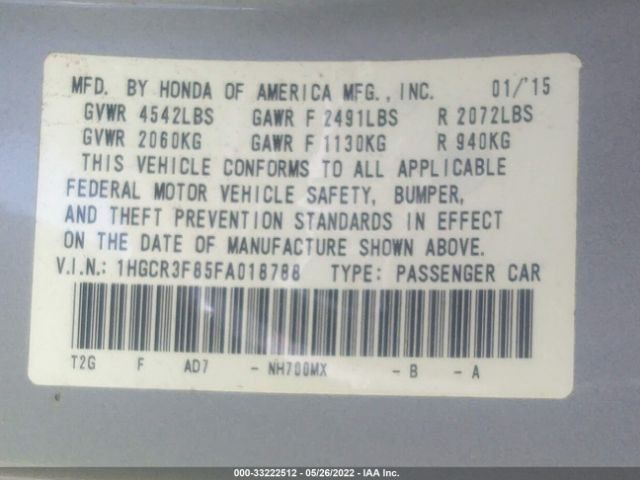 MFD. BY HONDA OF AMERICA MFG., INC. 01/'15
GVWR 4542LBS GAWR F 2491LBS R 2072LBS
GVWR 2060KG GAWR F 1130KG R 940KG
THIS VEHICLE CONFORMS TO ALL APPLICABLE
FEDERAL MOTOR VEHICLE SAFETY, BUMPER,
AND THEFT PREVENTION STANDARDS IN EFFECT
ON THE DATE OF MANUFACTURE SHOWN ABOVE.
V.I.N.: 1HGCR3F85FA018788 TYPE: PASSENGER CAR
T2G F AD7 - NH700MX - B - A
000-33222512 - 05/26/2022 - IAA Inc.